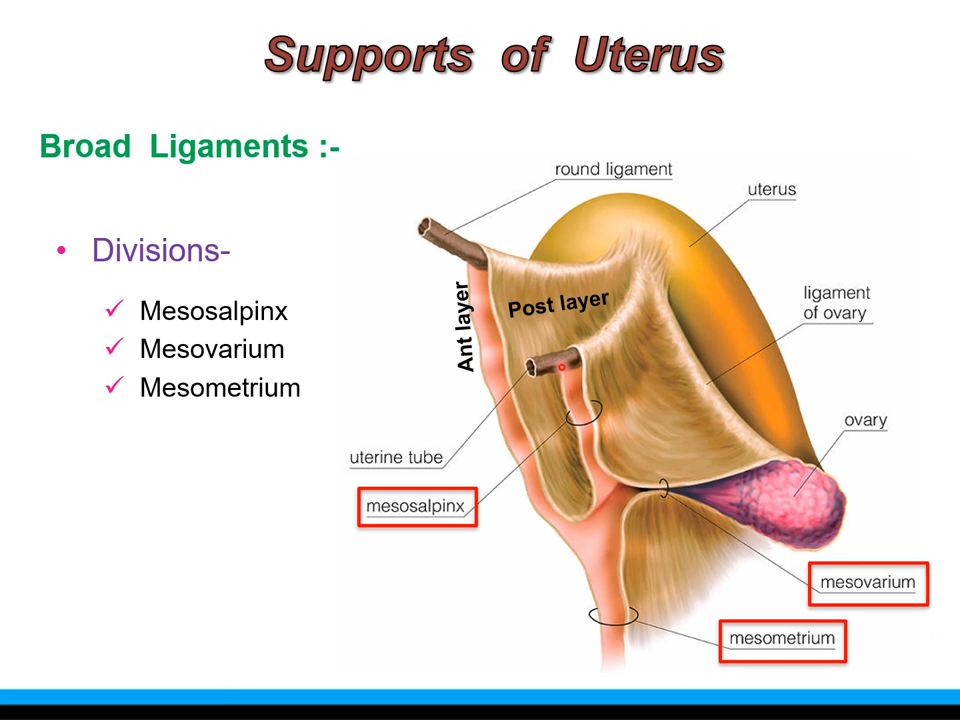 Supports of Uterus
Broad Ligaments :-
• Divisions-
✓ Mesosalpinx
✓ Mesovarium
✓ Mesometrium
round ligament
uterus
ligament
of ovary
Post layer
Ant layer
ovary
uterine tube
mesosalpinx
mesovarium
mesometrium